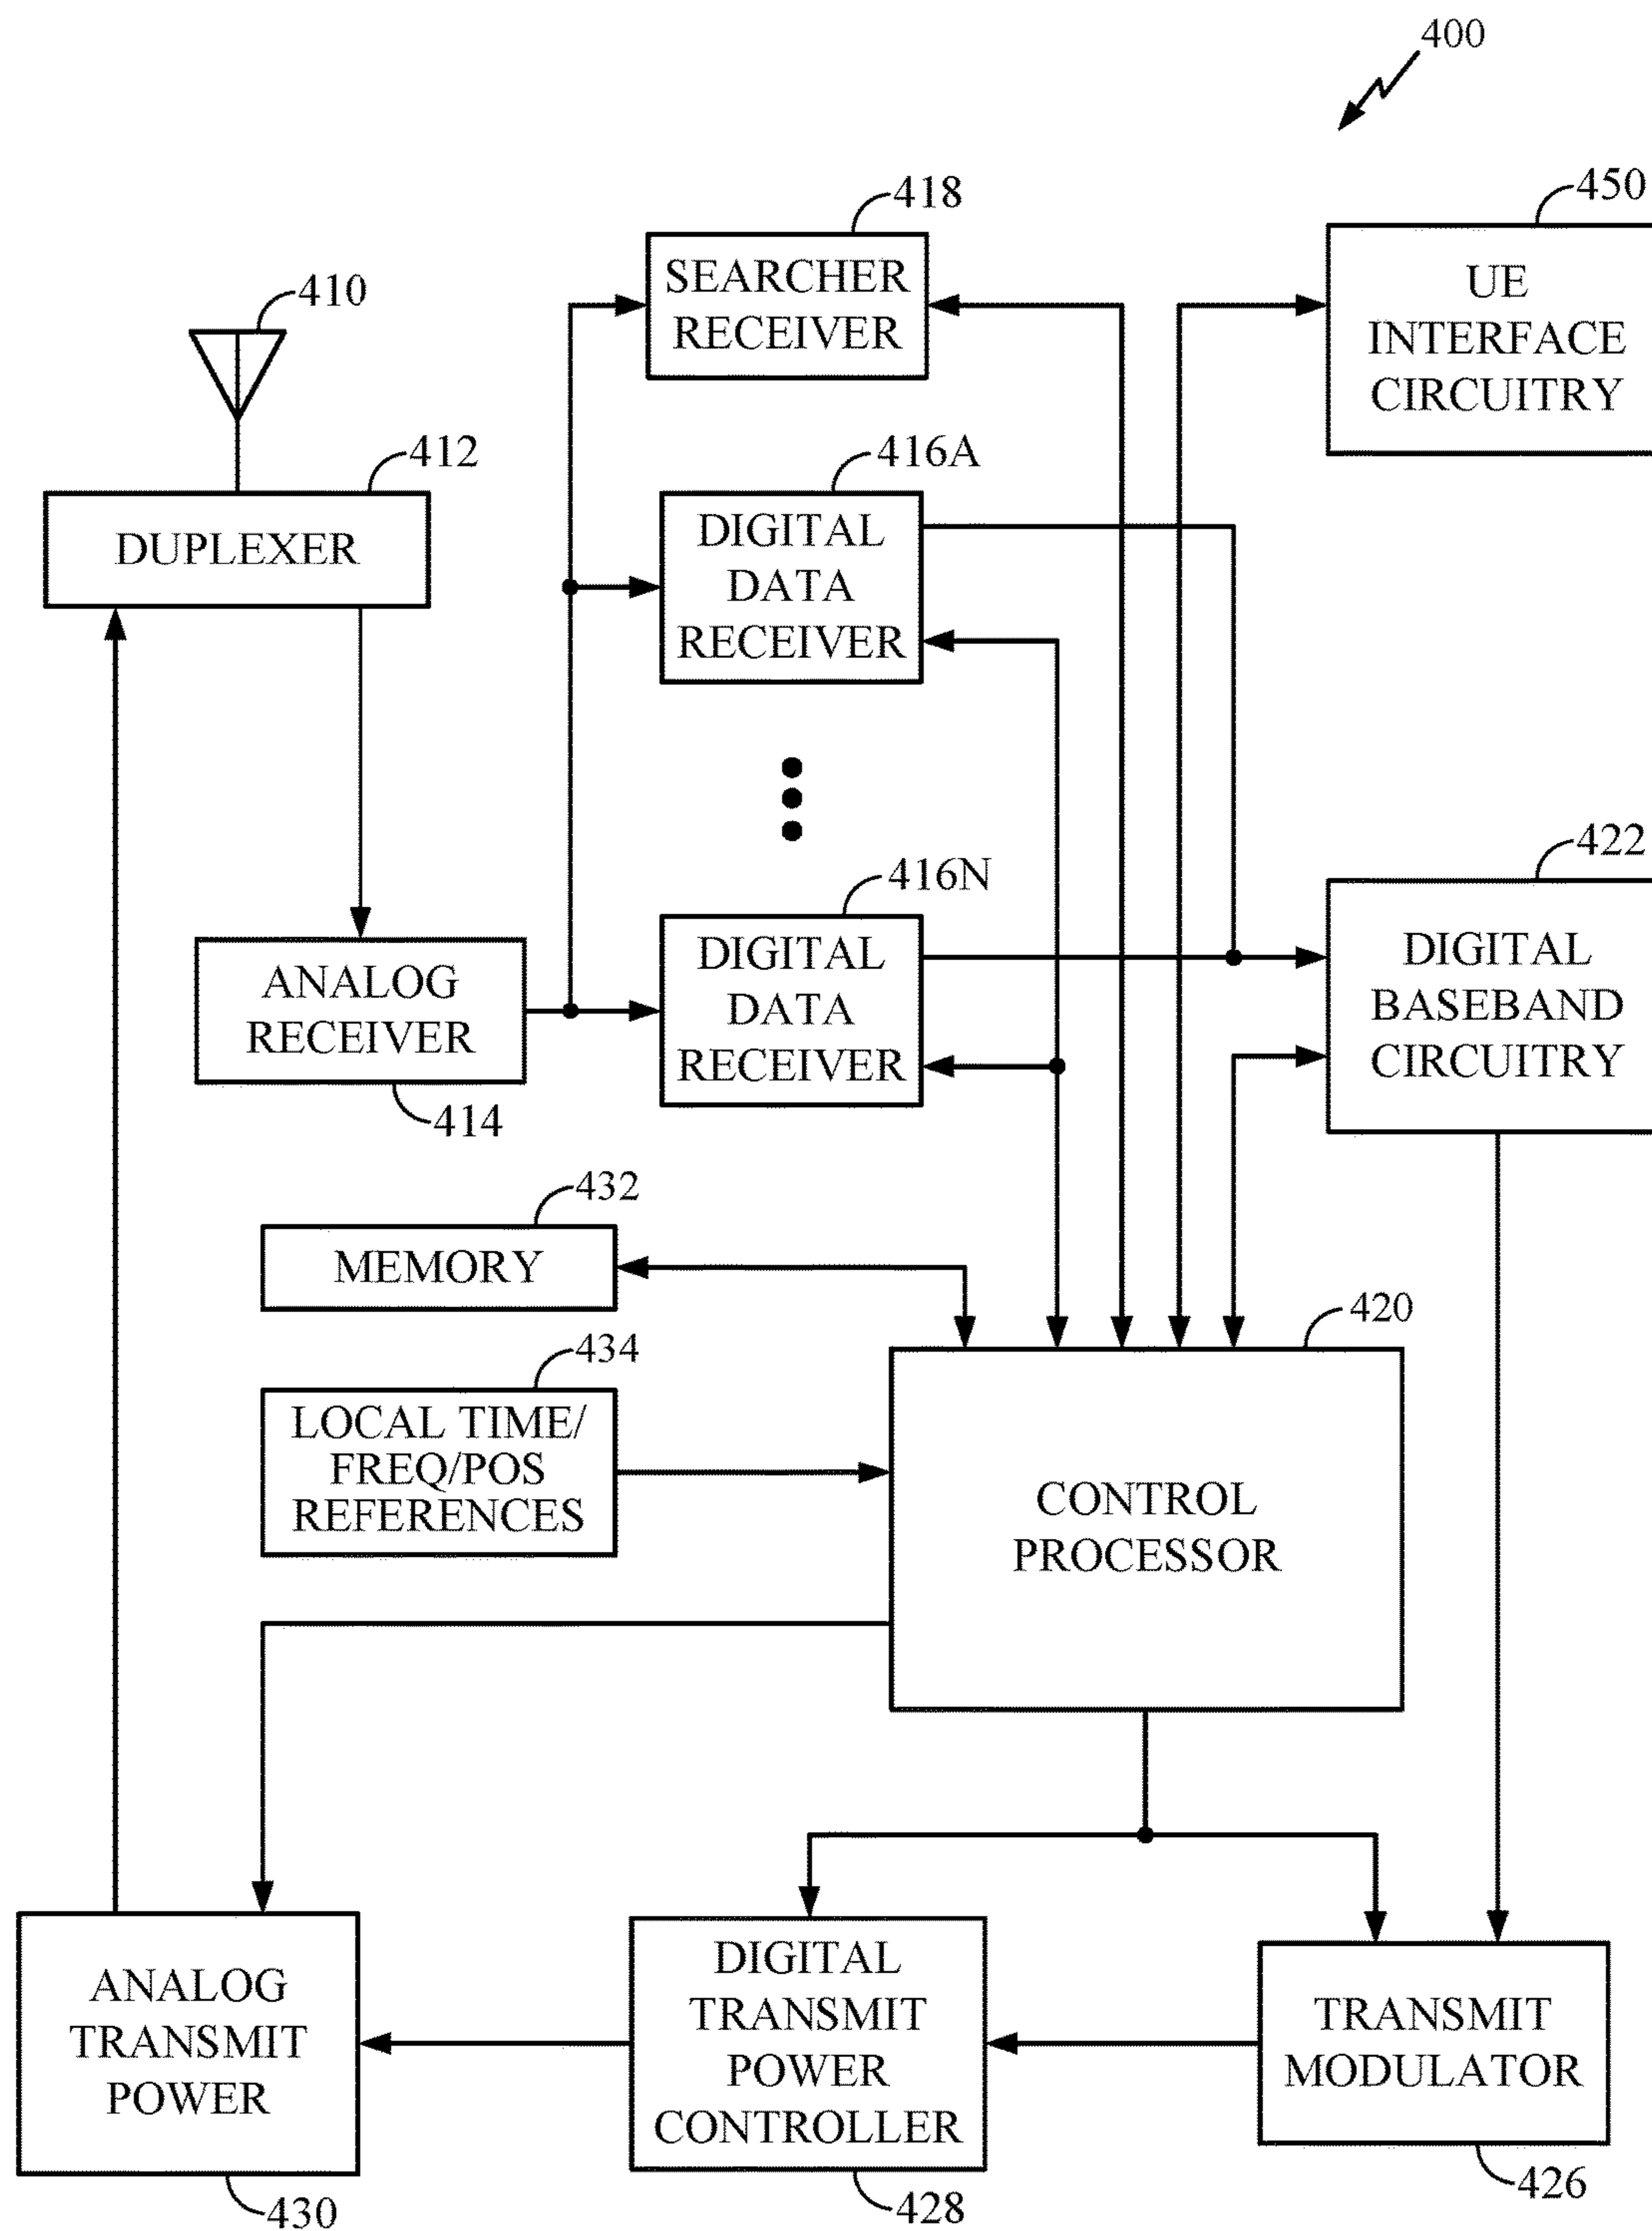 400
418
450
SEARCHER
RECEIVER
UE
INTERFACE
CIRCUITRY
410
412
416A
DUPLEXER
DIGITAL
DATA
RECEIVER
422
416N
DIGITAL
DATA
RECEIVER
DIGITAL
BASEBAND
CIRCUITRY
ANALOG
RECEIVER
414
432
MEMORY
420
434
LOCAL TIME/
FREQ/POS
REFERENCES
CONTROL
PROCESSOR
ANALOG
TRANSMIT
POWER
430
DIGITAL
TRANSMIT
POWER
CONTROLLER
428
TRANSMIT
MODULATOR
426